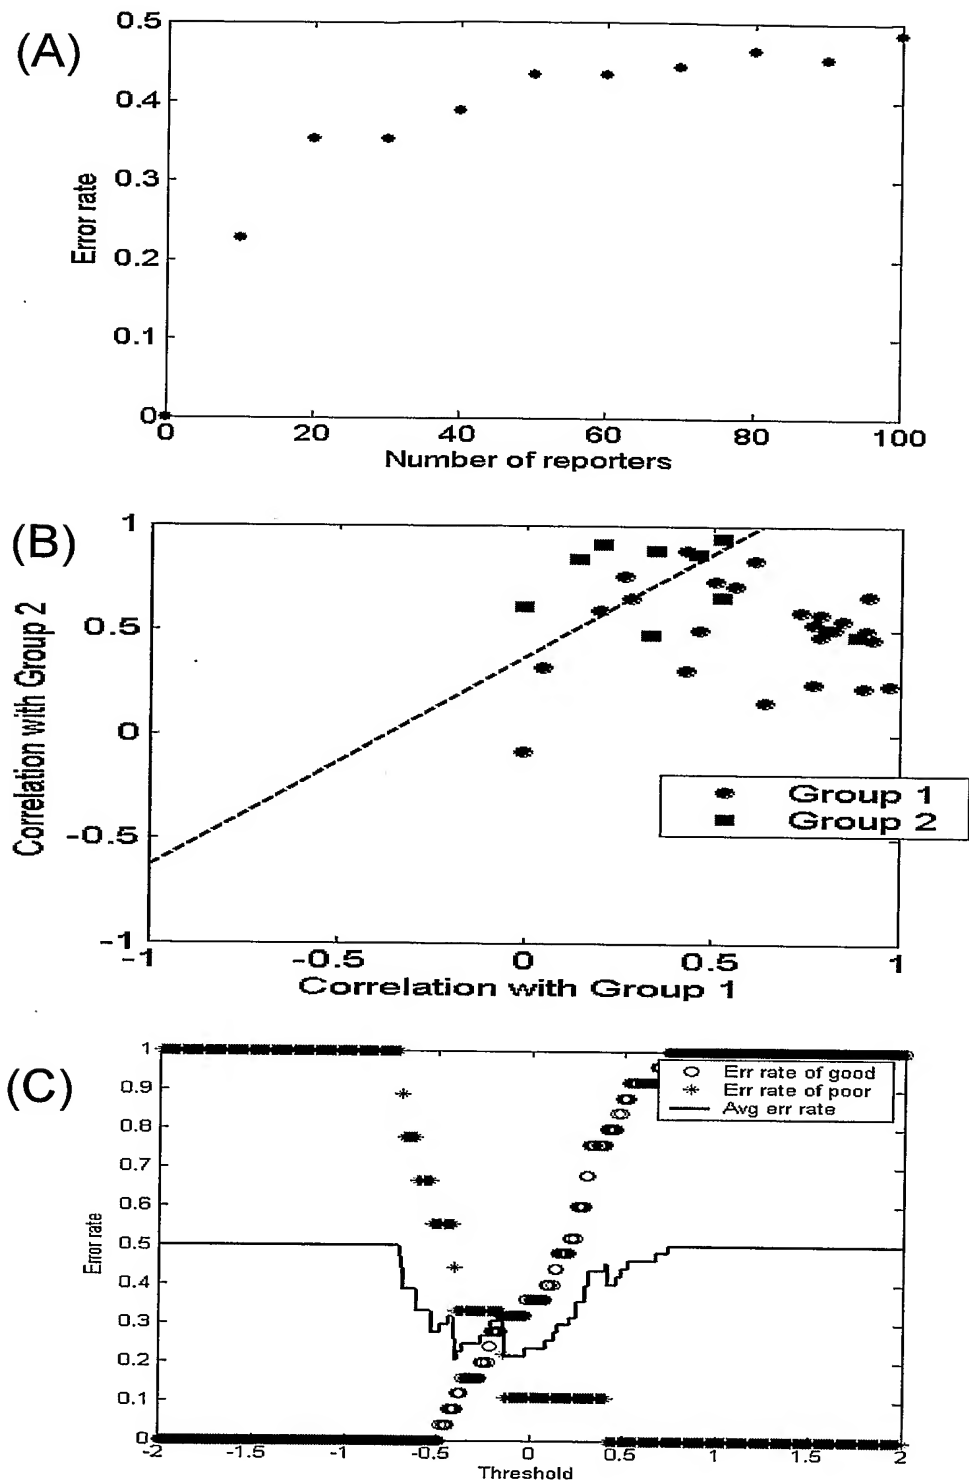 (A)
0.5
0.4
0.3
0.2
0.1
0
Error rate
0 20 40 60 80 100
Number of reporters
(B)
1
0.5
0
-0.5
-1
Correlation with Group 2
Group 1
Group 2
-1 -0.5 0 0.5 1
Correlation with Group 1
(C)
1
0.9
0.8
0.7
0.6
0.5
0.4
0.3
0.2
0.1
0
Error rate
Err rate of good
Err rate of poor
Avg err rate
-2 -1.5 -1 -0.5 0 0.5 1 1.5 2
Threshold